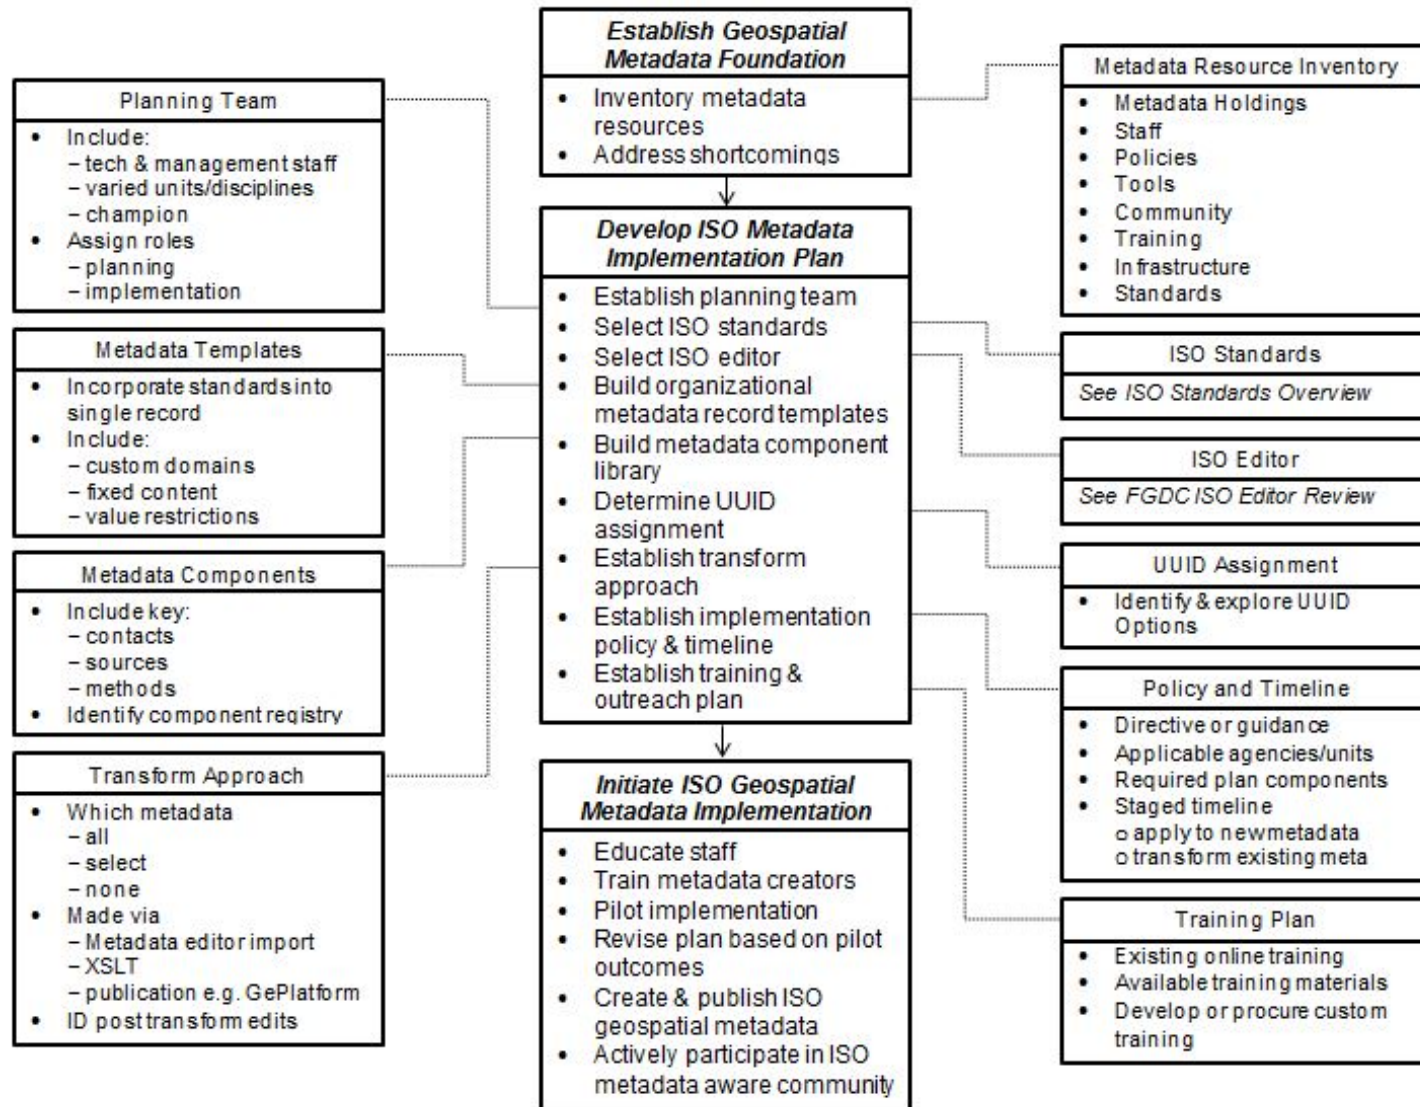 Establish Geospatial
Metadata Foundation
• Inventory metadata
resources
• Address shortcomings
Develop ISO Metadata
Implementation Plan
• Establish planning team
• Select ISO standards
• Select ISO editor
• Build organizational
metadata record templates
• Build metadata component
library
• Determine UUID
assignment
• Establish transform
approach
• Establish implementation
policy & timeline
• Establish training &
outreach plan
Initiate ISO Geospatial
Metadata Implementation
• Educate staff
• Train metadata creators
• Pilot implementation
• Revise plan based on pilot
outcomes
• Create & publish ISO
geospatial metadata
• Actively participate in ISO
metadata aware community
Planning Team
• Include:
– tech & management staff
– varied units/disciplines
– champion
• Assign roles
– planning
– implementation
Metadata Templates
• Incorporate standards into
single record
• Include:
– custom domains
– fixed content
– value restrictions
Metadata Components
• Include key:
– contacts
– sources
– methods
• Identify component registry
Transform Approach
• Which metadata
– all
– select
– none
• Made via
– Metadata editor import
– XSLT
– publication e.g. GePlatform
• ID post transform edits
Metadata Resource Inventory
• Metadata Holdings
• Staff
• Policies
• Tools
• Community
• Training
• Infrastructure
• Standards
ISO Standards
See ISO Standards Overview
ISO Editor
See FGDC ISO Editor Review
UUID Assignment
• Identify & explore UUID
Options
Policy and Timeline
• Directive or guidance
• Applicable agencies/units
• Required plan components
• Staged timeline
o apply to new metadata
o transform existing meta
Training Plan
• Existing online training
• Available training materials
• Develop or procure custom
training